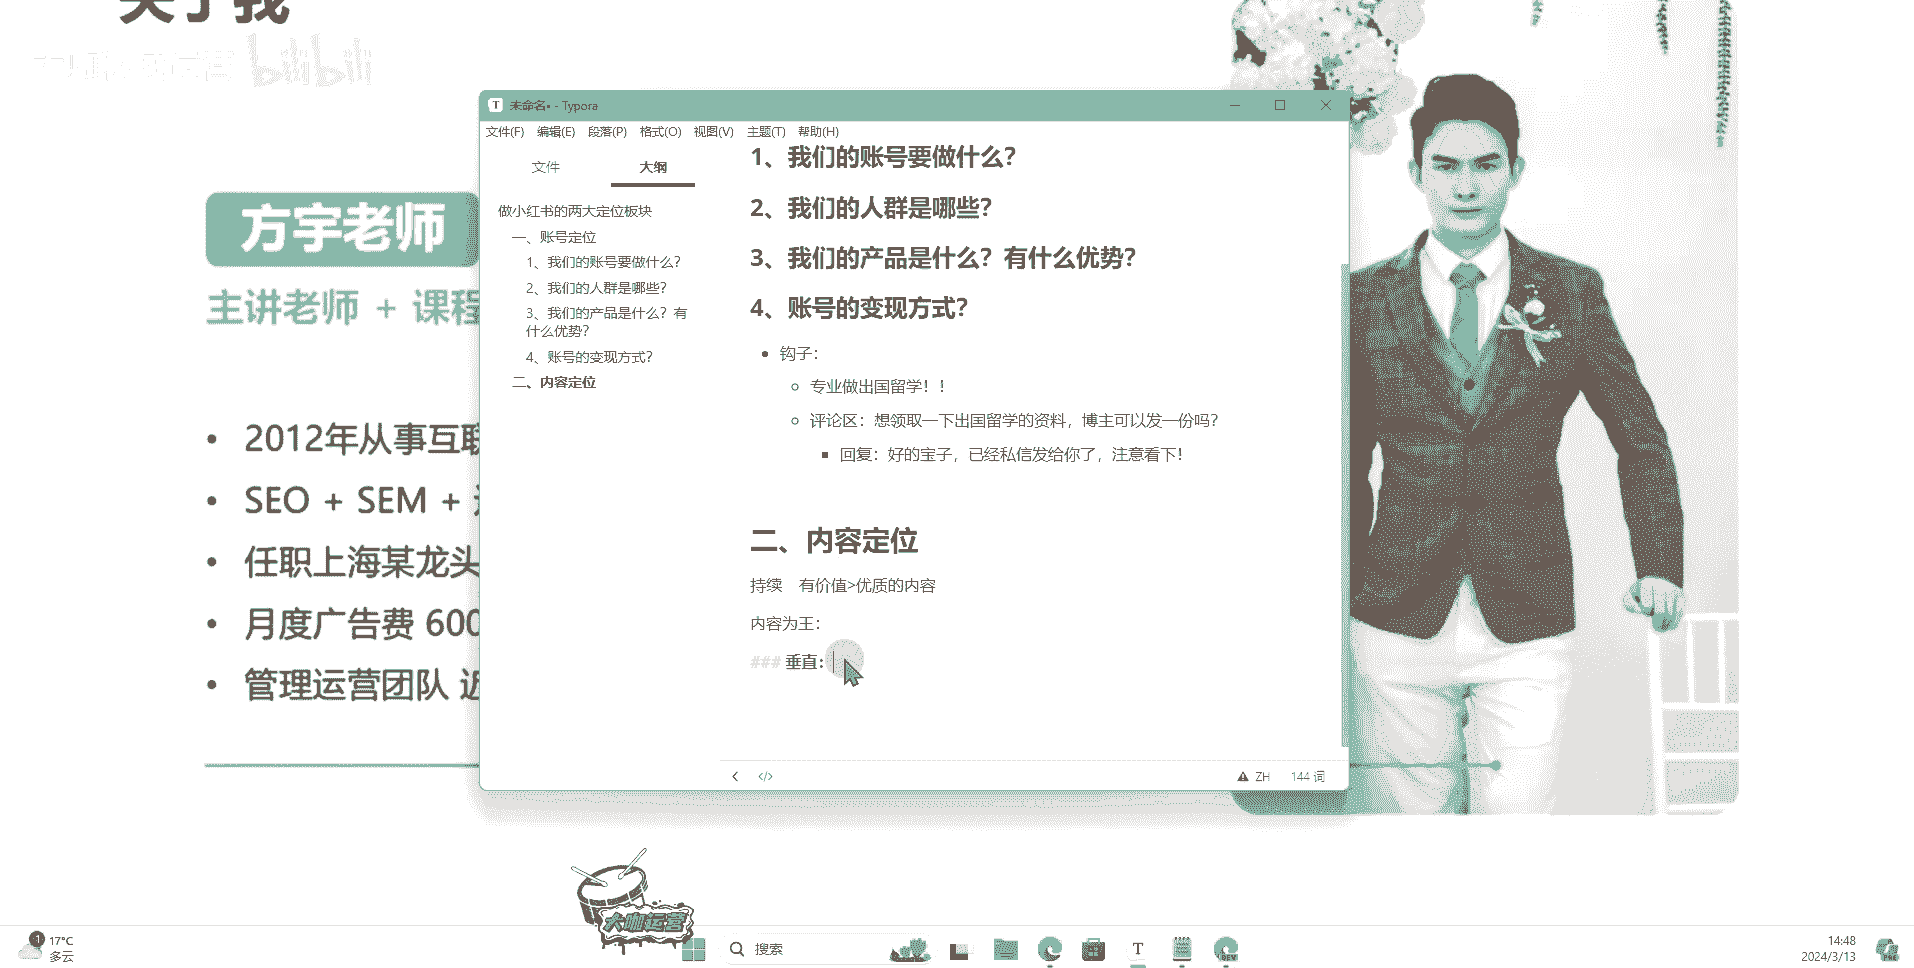 关于我
bilibili
方宇老师
主讲老师 + 课程
2012年从事互联
SEO + SEM +
任职上海某龙头
月度广告费 600
管理运营团队 近
未命名• - Typora
文件(F) 编辑(E) 段落(P) 格式(O) 视图(V) 主题(T) 帮助(H)
文件 大纲
做小红书的两大定位板块
一、账号定位
1、我们的账号要做什么?
2、我们的人群是哪些?
3、我们的产品是什么? 有
什么优势?
4、账号的变现方式?
二、内容定位
1、我们的账号要做什么?
2、我们的人群是哪些?
3、我们的产品是什么? 有什么优势?
4、账号的变现方式?
钩子:
专业做出国留学! !
评论区: 想领取一下出国留学的资料, 博主可以发一份吗?
回复: 好的宝子, 已经私信发给你了, 注意看下!
二、内容定位
持续 有价值>优质的内容
内容为王:
### 垂直:
ZH 144 词
大咖运营
1
17°C
多云
搜索
T
DEV
14:48
2024/3/13
PRE